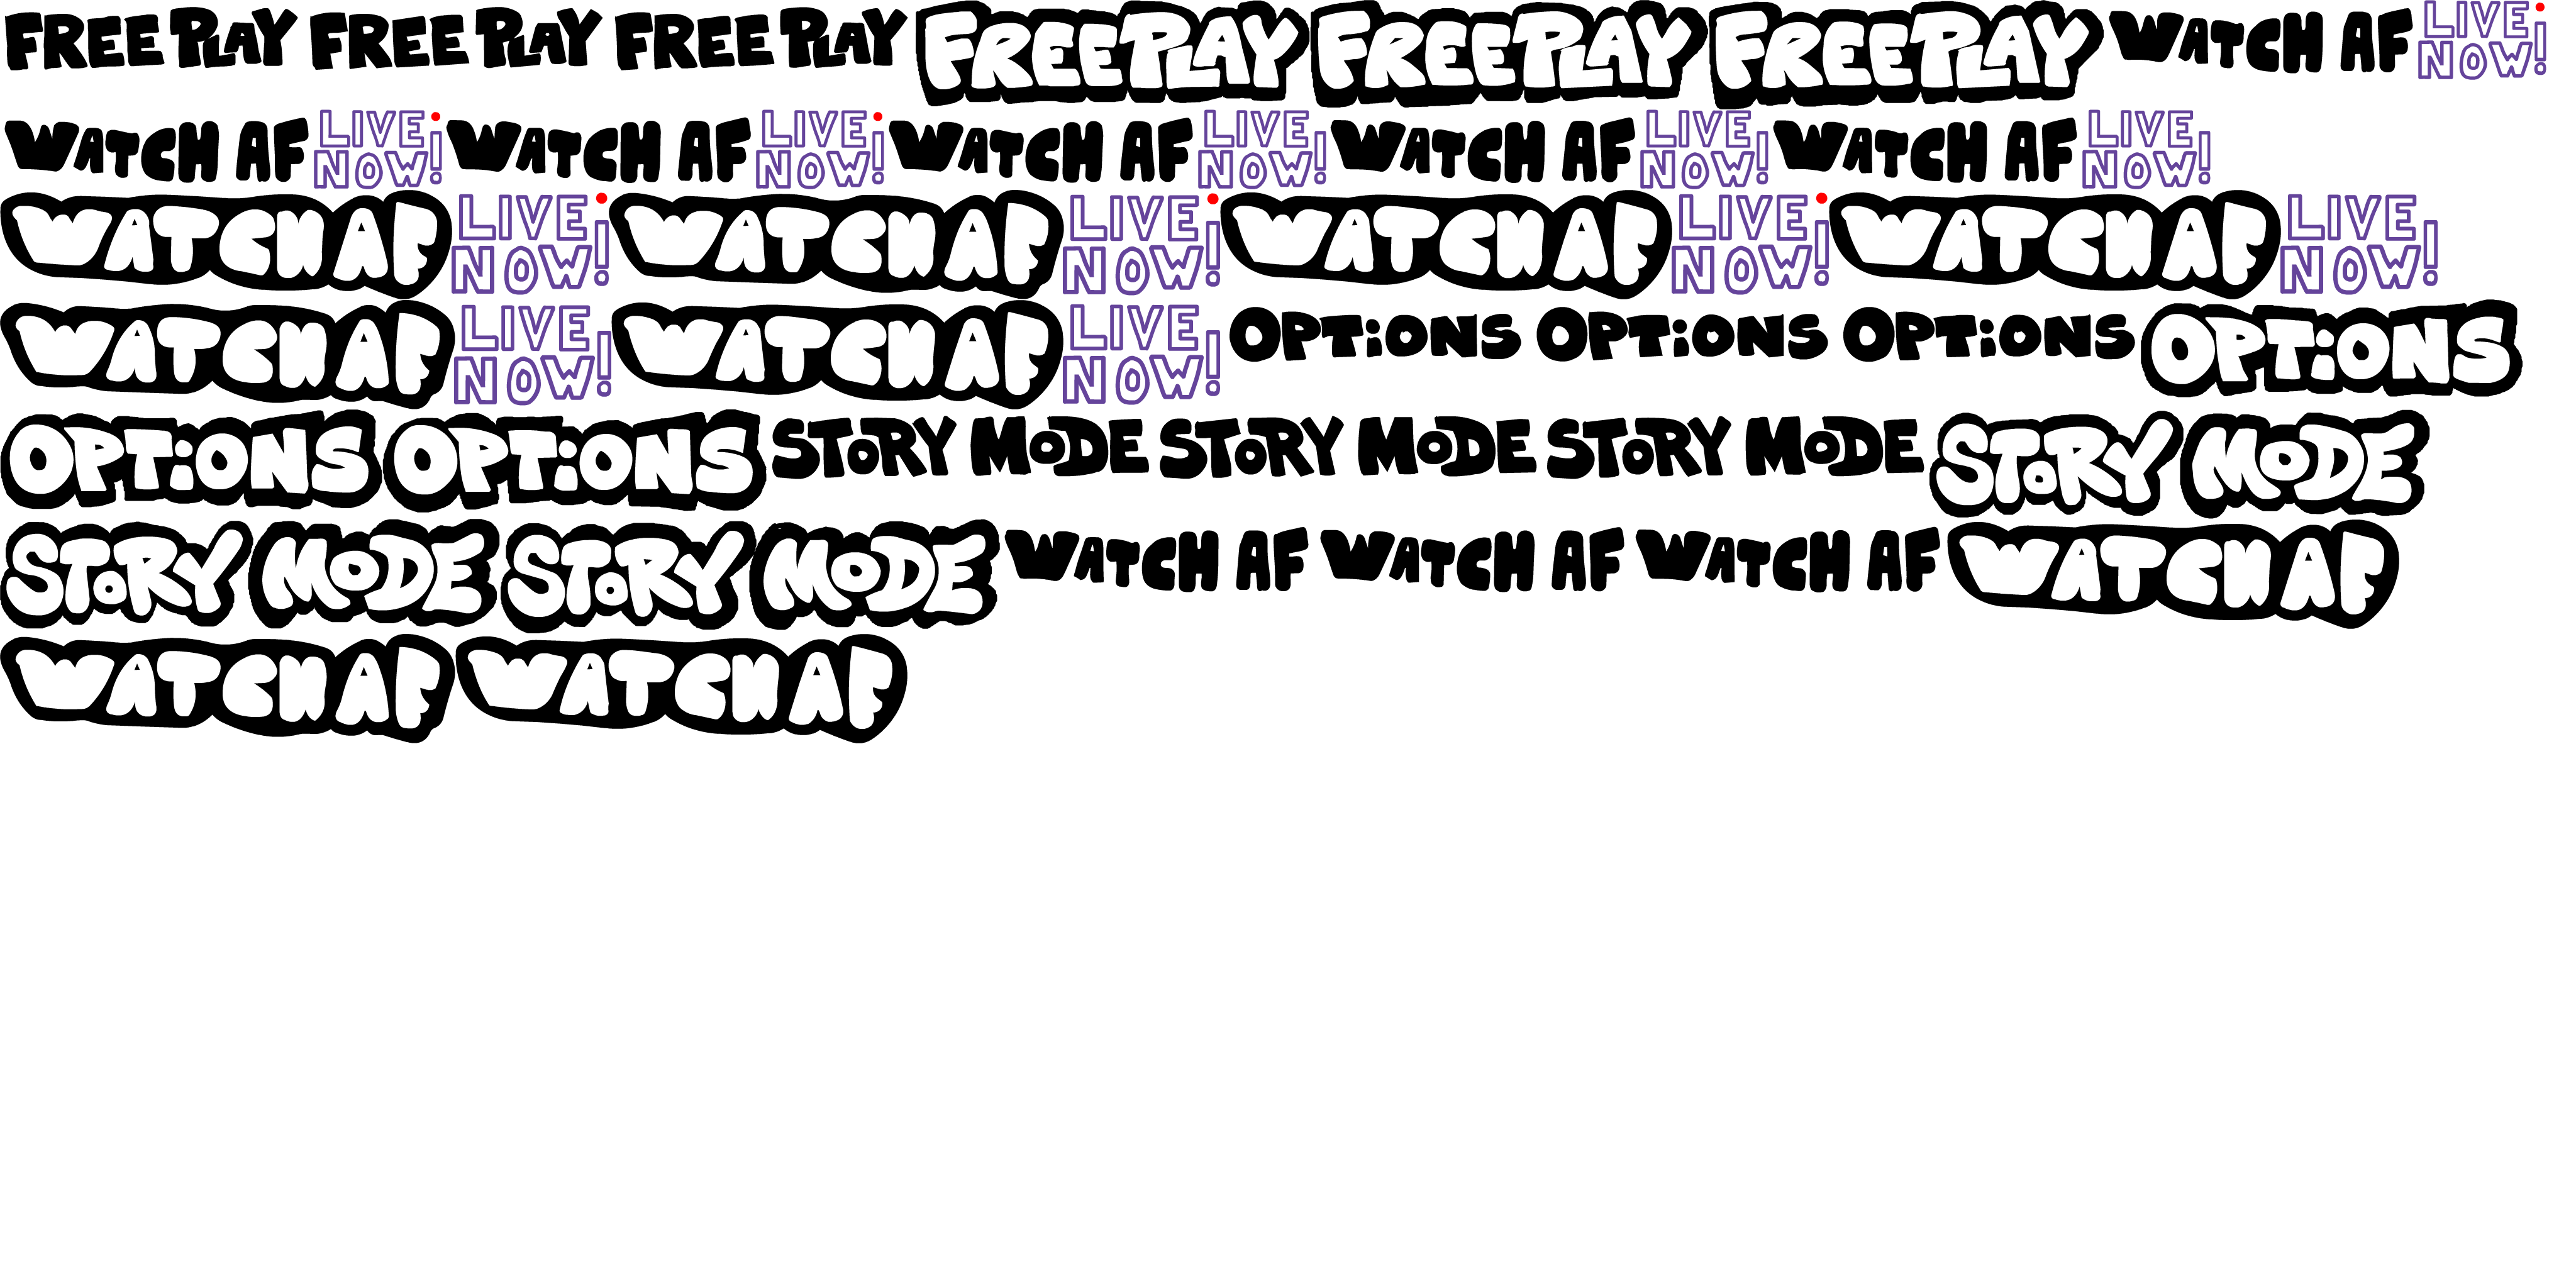 FREE PLAY FREE PLAY FREE PLAY FREEPLAY FREEPLAY FREEPLAY WATCH AF LIVE NOW!
WATCH AF LIVE NOW! WATCH AF LIVE NOW! WATCH AF LIVE NOW! WATCH AF LIVE NOW! WATCH AF LIVE NOW!
WATCH AF LIVE NOW! WATCH AF LIVE NOW! WATCH AF LIVE NOW! WATCH AF LIVE NOW!
WATCH AF LIVE NOW! WATCH AF LIVE NOW! OPTiONS OPTiONS OPTiONS OPTiONS
OPTiONS OPTiONS STORY MODE STORY MODE STORY MODE STORY MODE
STORY MODE STORY MODE WATCH AF WATCH AF WATCH AF WATCH AF
WATCH AF WATCH AF